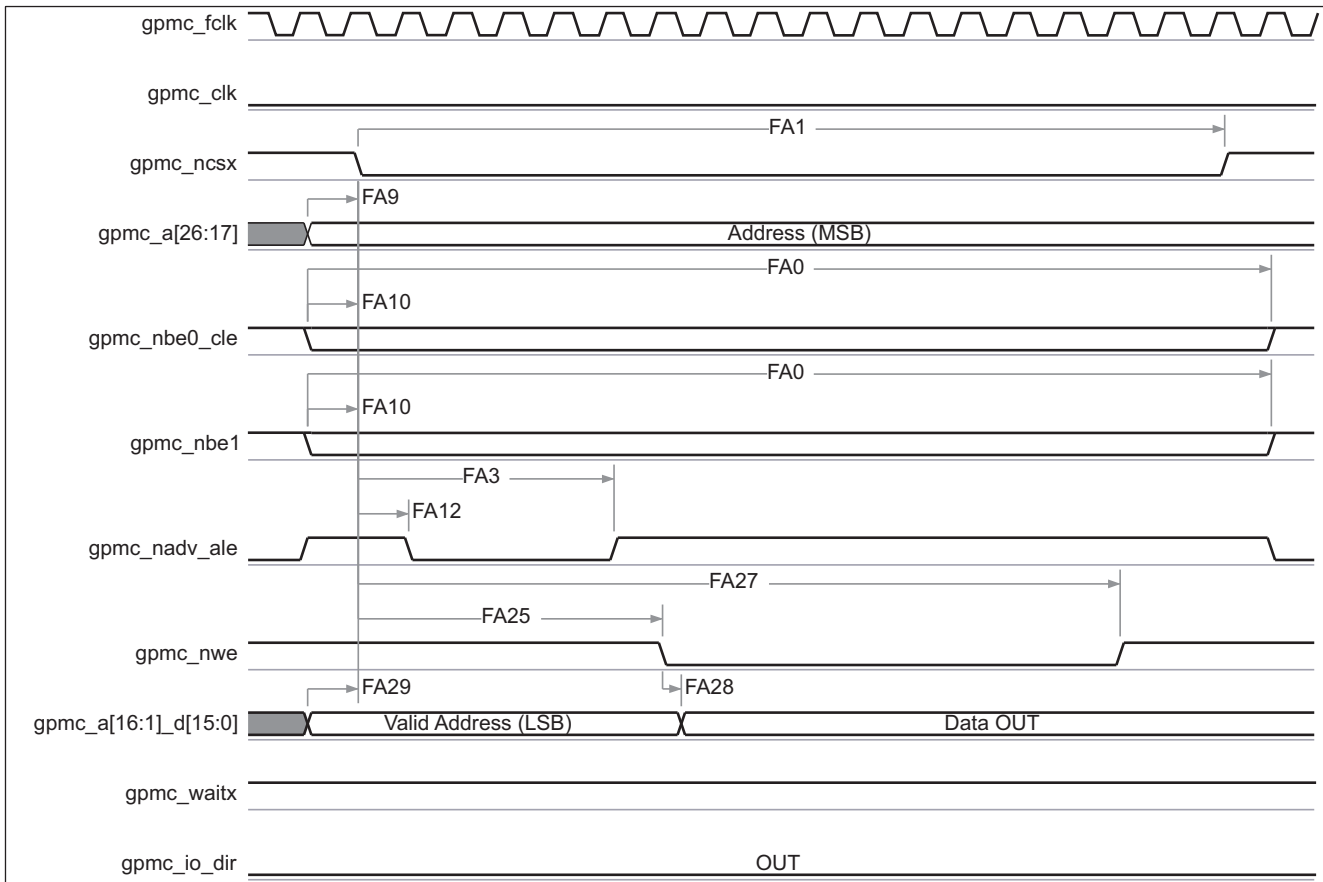 gpmc_fclk
gpmc_clk
FA1
gpmc_ncsx
FA9
gpmc_a[26:17]
Address (MSB)
FA0
FA10
gpmc_nbe0_cle
FA0
FA10
gpmc_nbe1
FA3
FA12
gpmc_nadv_ale
FA27
FA25
gpmc_nwe
FA29
FA28
gpmc_a[16:1]_d[15:0]
Valid Address (LSB)
Data OUT
gpmc_waitx
gpmc_io_dir
OUT